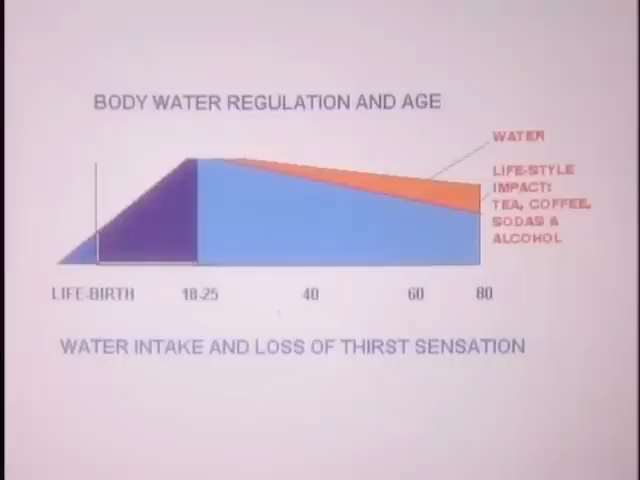 BODY WATER REGULATION AND AGE
WATER
LIFE-STYLE
IMPACT:
TEA, COFFEE,
SODAS &
ALCOHOL
LIFE-BIRTH 18-25 40 60 80
WATER INTAKE AND LOSS OF THIRST SENSATION